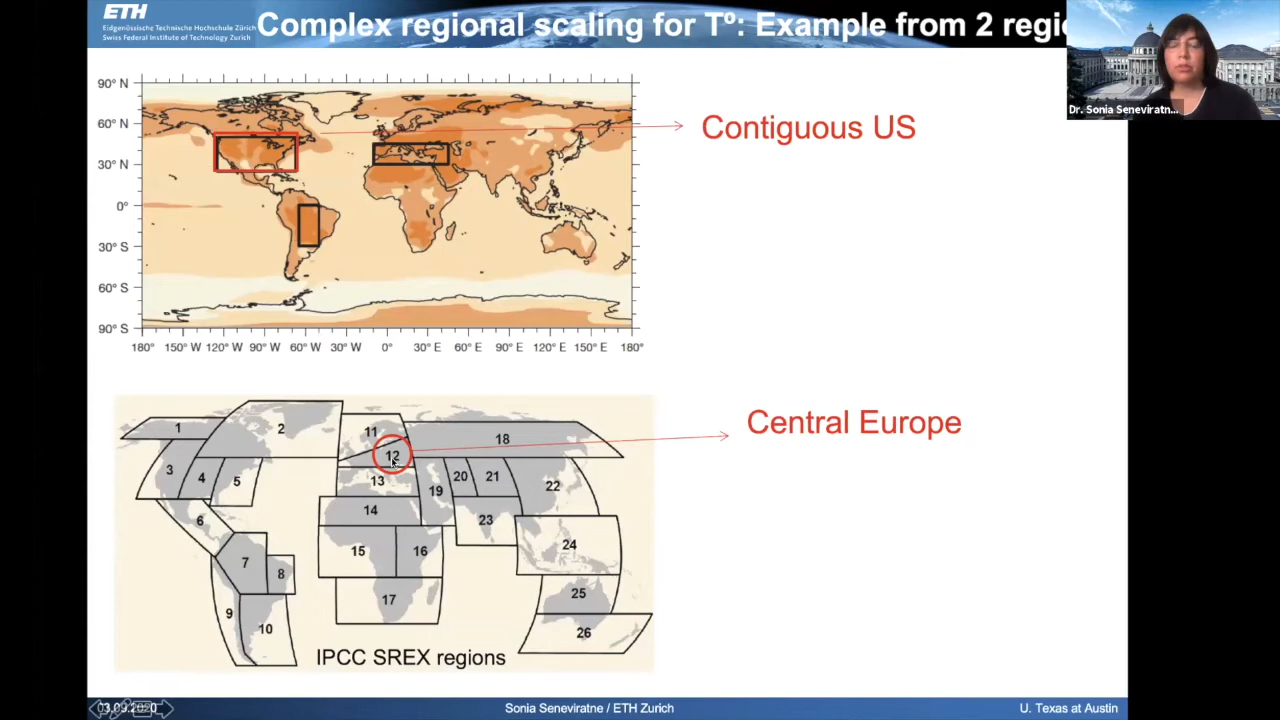 ETH
Eidgenössische Technische Hochschule Zürich
Swiss Federal Institute of Technology Zurich
Complex regional scaling for Tº: Example from 2 regi
Dr. Sonia Seneviratn...
90° N
60° N
30° N
0°
30° S
60° S
90° S
180° 150° W 120° W 90° W 60° W 30° W 0° 30° E 60° E 90° E 120° E 150° E 180°
Contiguous US
1
2
3
4
5
6
7
8
9
10
11
12
13
14
15
16
17
18
19
20
21
22
23
24
25
26
IPCC SREX regions
Central Europe
03.09.2020
Sonia Seneviratne / ETH Zurich
U. Texas at Austin